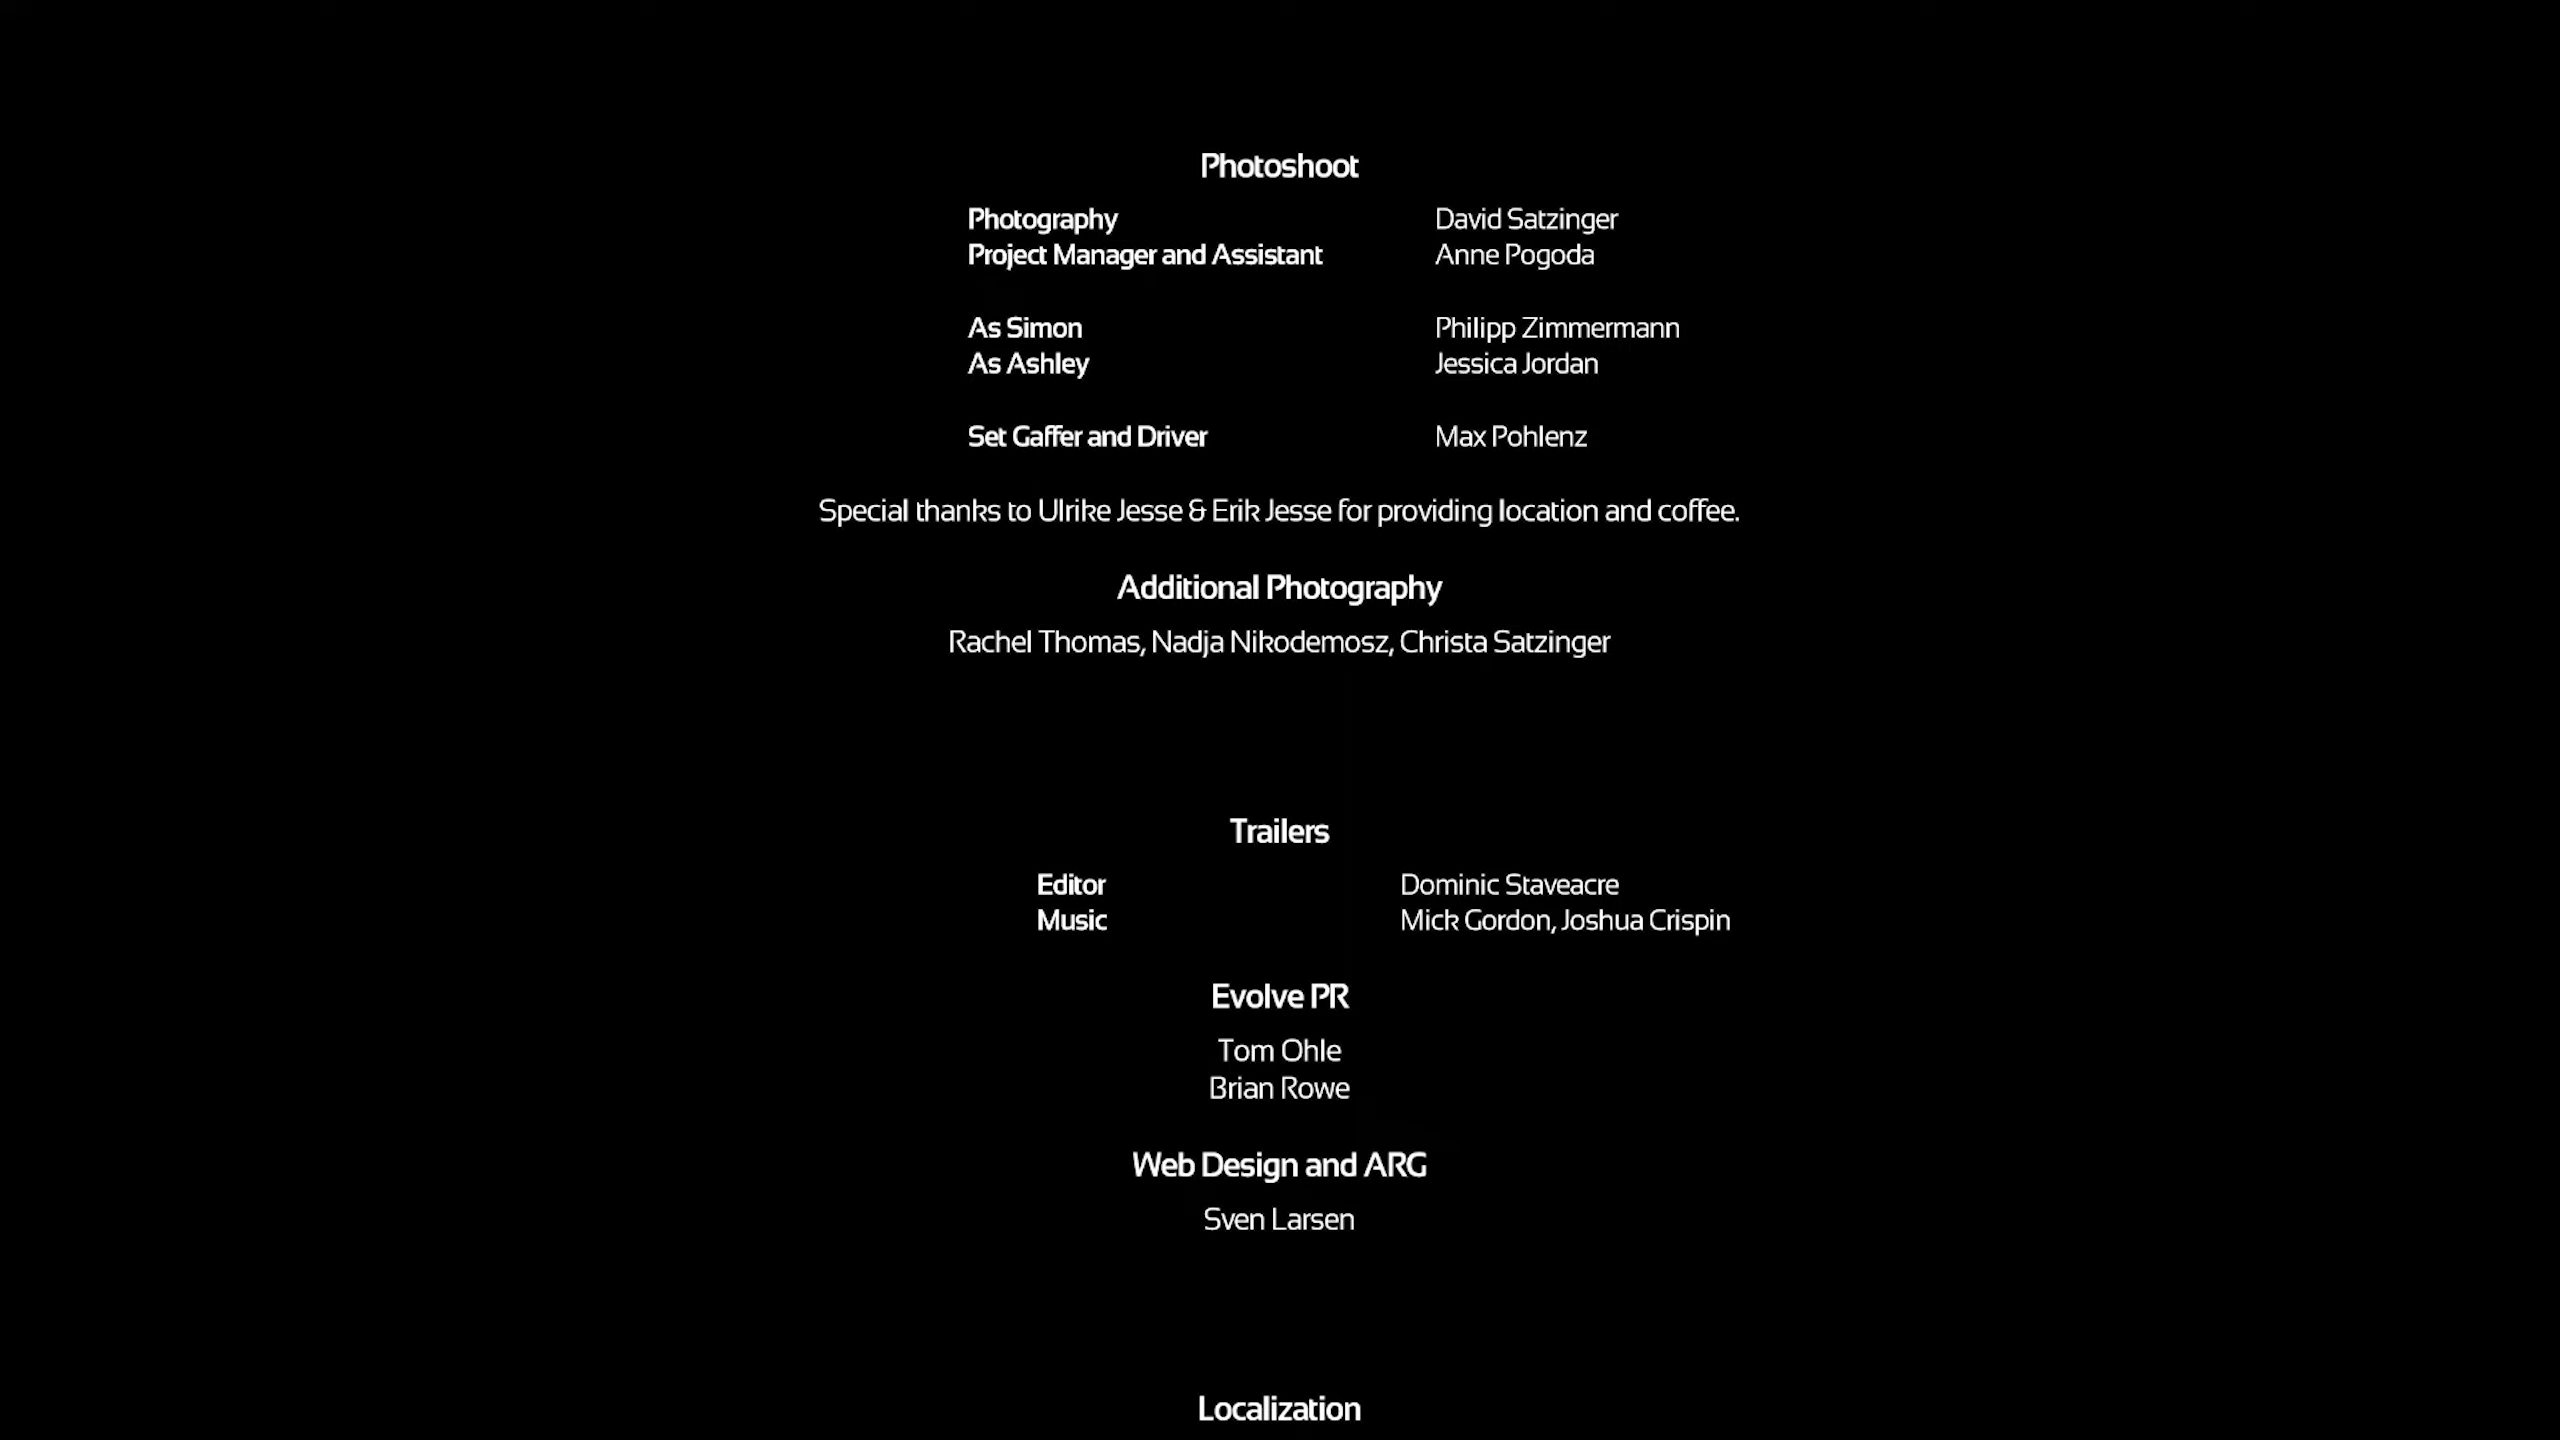 Photoshoot
Photography David Satzinger
Project Manager and Assistant Anne Pogoda
As Simon Philipp Zimmermann
As Ashley Jessica Jordan
Set Gaffer and Driver Max Pohlenz
Special thanks to Ulrike Jesse & Erik Jesse for providing location and coffee.
Additional Photography
Rachel Thomas, Nadja Nikodemosz, Christa Satzinger
Trailers
Editor Dominic Staveacre
Music Mick Gordon, Joshua Crispin
Evolve PR
Tom Ohle
Brian Rowe
Web Design and ARG
Sven Larsen
Localization